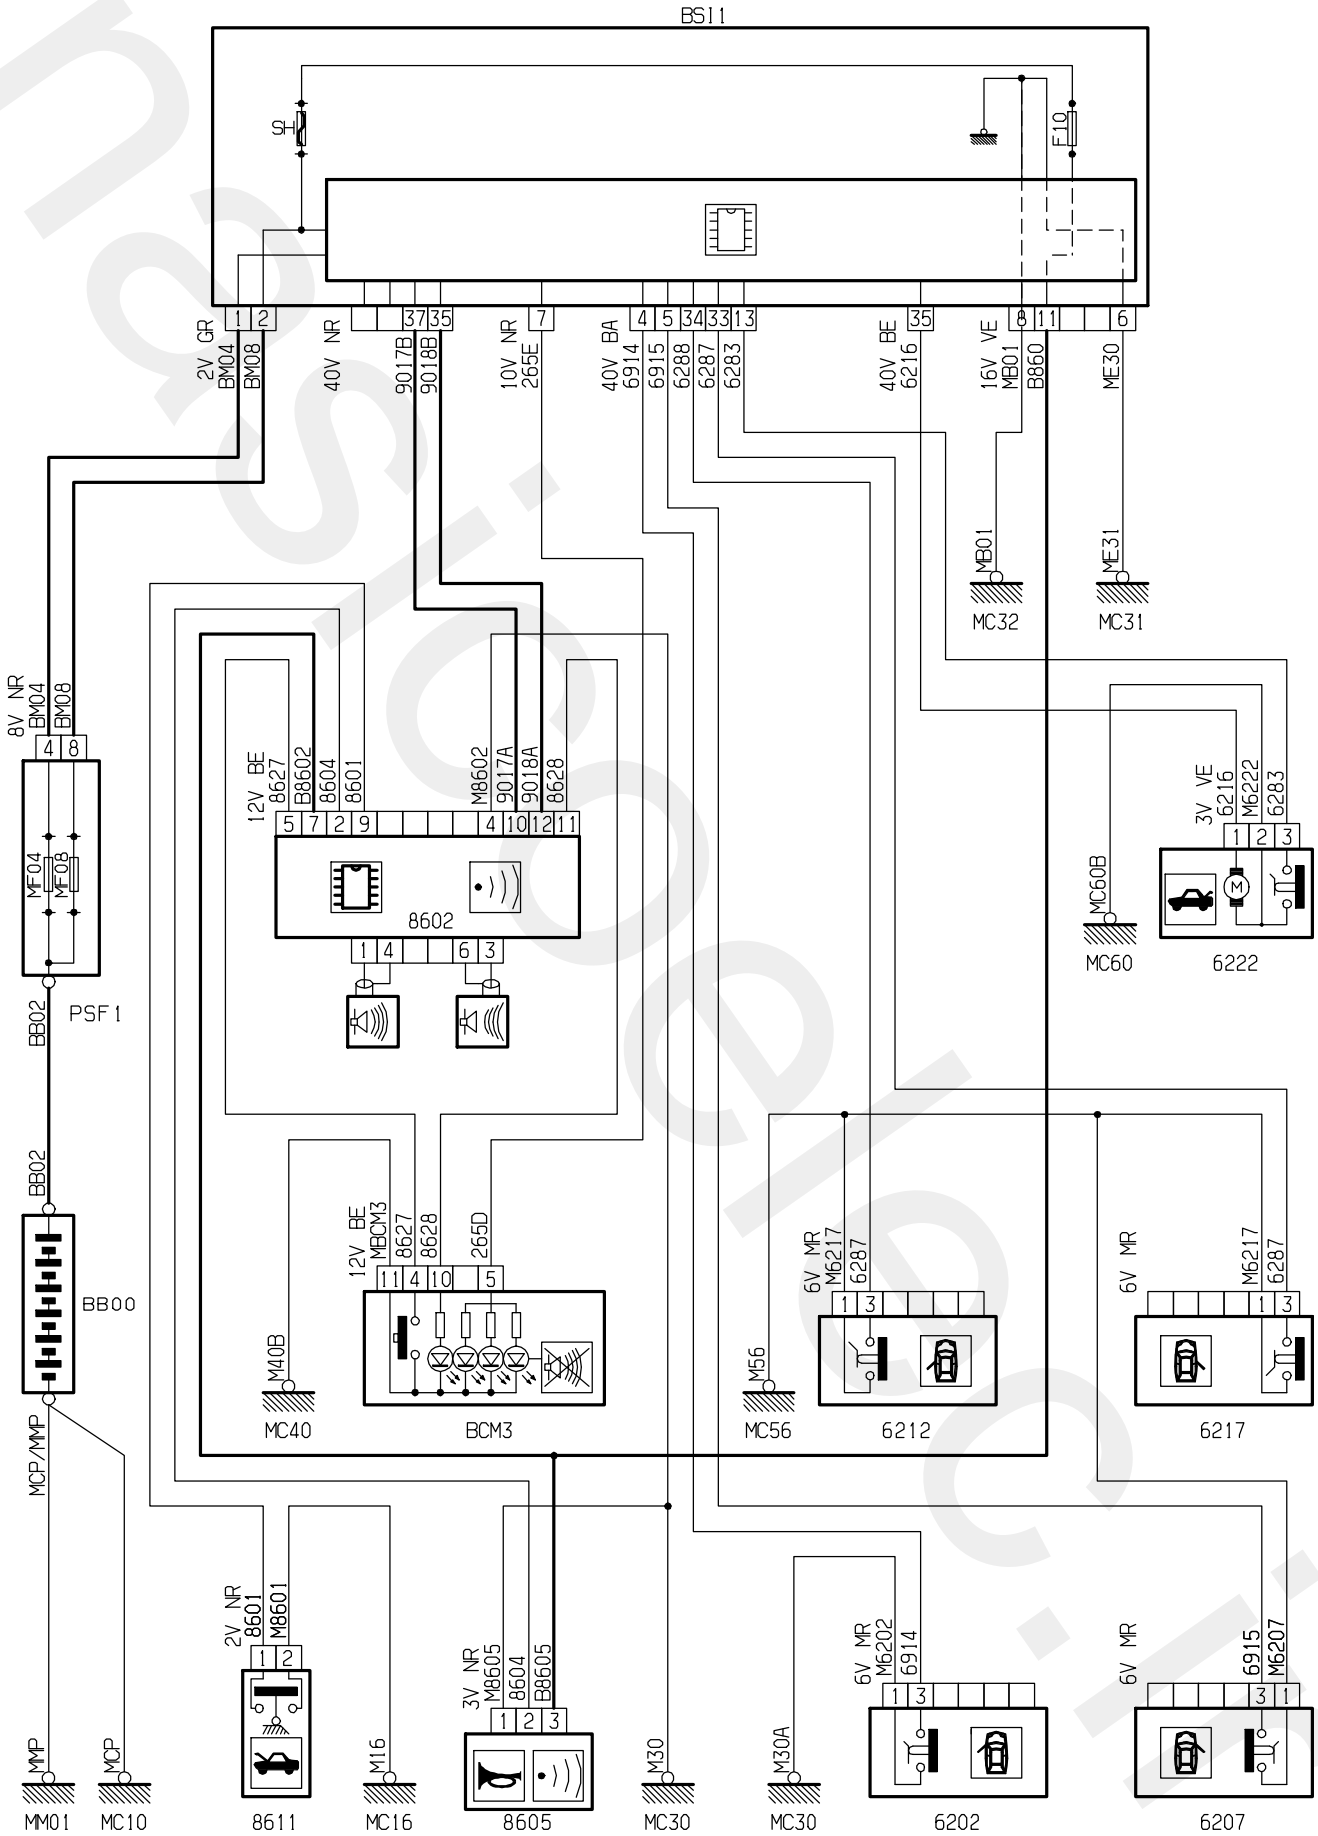 BSI1
SH
F10
1 2
37 35
7
4 5 34 33 13
35
8 11 6
2V GR
BM04
BM08
40V NR
9017B
9018B
10V NR
265E
40V BA
6914
6915
6288
6287
6283
40V BE
6216
16V VE
MB01
B860
ME30
MB01
MC32
ME31
MC31
8V NR
BM04
BM08
4 8
MF04
MF08
PSF1
BB02
BB02
BB00
MCP/MMP
MMP
MM01
MCP
MC10
12V BE
8627
B8602
8604
8601
M8602
9017A
9018A
8628
5 7 2 9 4 10 12 11
8602
1 4 6 3
3V VE
6216
M6222
6283
1 2 3
M
6222
MC60B
MC60
12V BE
MBCM3
8627
8628
265D
11 4 10 5
BCM3
M40B
MC40
M56
MC56
6V MR
M6217
6287
1 3
6212
6V MR
M6217
6287
1 3
6217
2V NR
8601
M8601
1 2
8611
M16
MC16
3V NR
M8605
8604
B8605
1 2 3
8605
M30
MC30
M30A
MC30
6V MR
M6202
6914
1 3
6202
6V MR
6915
M6207
3 1
6207